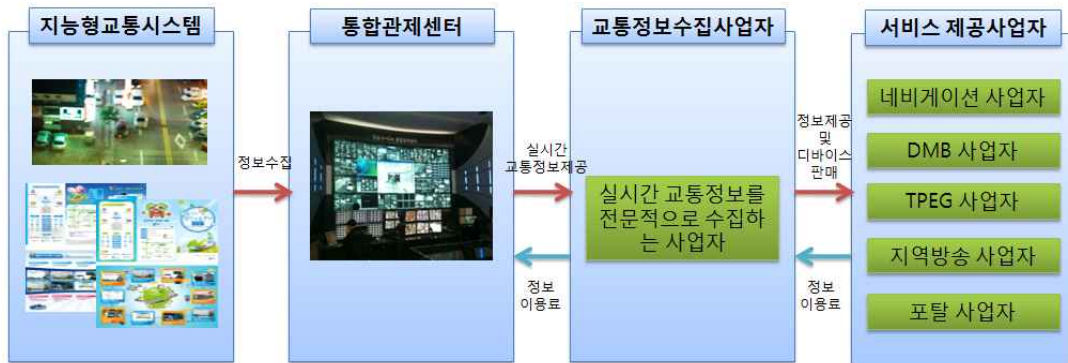 지능형교통시스템
통합관제센터
교통정보수집사업자
서비스 제공사업자
정보수집
실시간
교통정보제공
정보
이용료
실시간 교통정보를
전문적으로 수집하
는 사업자
정보제공
및
디바이스
판매
정보
이용료
네비게이션 사업자
DMB 사업자
TPEG 사업자
지역방송 사업자
포탈 사업자